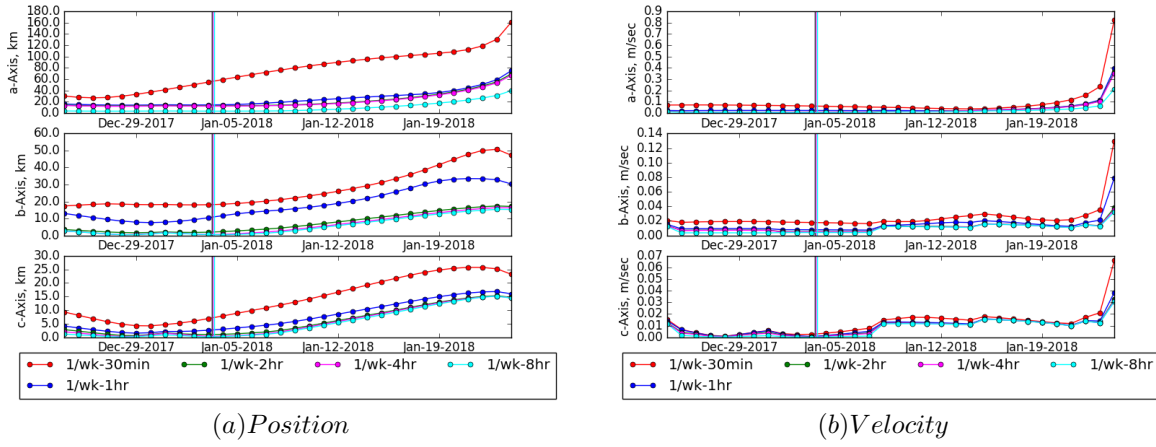 180.0
160.0
140.0
120.0
100.0
80.0
60.0
40.0
20.0
0.0
a-Axis, km
Dec-29-2017 Jan-05-2018 Jan-12-2018 Jan-19-2018
60.0
50.0
40.0
30.0
20.0
10.0
0.0
b-Axis, km
Dec-29-2017 Jan-05-2018 Jan-12-2018 Jan-19-2018
30.0
25.0
20.0
15.0
10.0
5.0
0.0
c-Axis, km
Dec-29-2017 Jan-05-2018 Jan-12-2018 Jan-19-2018
1/wk-30min 1/wk-2hr 1/wk-4hr 1/wk-8hr
1/wk-1hr
(a)Position
0.9
0.8
0.7
0.6
0.5
0.4
0.3
0.2
0.1
0.0
a-Axis, m/sec
Dec-29-2017 Jan-05-2018 Jan-12-2018 Jan-19-2018
0.14
0.12
0.10
0.08
0.06
0.04
0.02
0.00
b-Axis, m/sec
Dec-29-2017 Jan-05-2018 Jan-12-2018 Jan-19-2018
0.07
0.06
0.05
0.04
0.03
0.02
0.01
0.00
c-Axis, m/sec
Dec-29-2017 Jan-05-2018 Jan-12-2018 Jan-19-2018
1/wk-30min 1/wk-2hr 1/wk-4hr 1/wk-8hr
1/wk-1hr
(b)Velocity